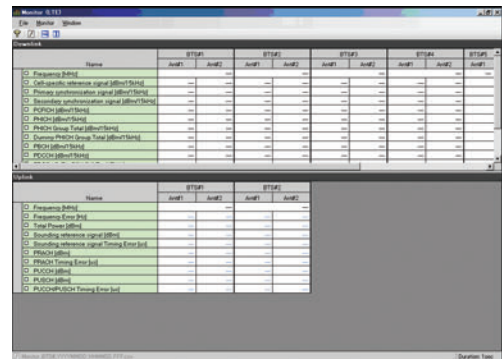 Monitor
File Monitor Window
Downlink
BTS#1 BTS#2 BTS#3 BTS#4 BTS#5
Name Ant#1 Ant#2 Ant#1 Ant#2 Ant#1 Ant#2 Ant#1 Ant#2 Ant#1
Frequency [MHz]
Cell-specific reference signal [dBm/15kHz]
Primary synchronization signal [dBm/15kHz]
Secondary synchronization signal [dBm/15kHz]
PCFICH [dBm/15kHz]
PHICH [dBm/15kHz]
PHICH Group Total [dBm/15kHz]
Dummy PHICH Group Total [dBm/15kHz]
PBCH [dBm/15kHz]
PDCCH [dBm/15kHz]
Uplink
BTS#1 BTS#2
Name Ant#1 Ant#2 Ant#1 Ant#2
Frequency [MHz]
Frequency Error [Hz]
Total Power [dBm]
Sounding reference signal [dBm]
Sounding reference signal Timing Error [us]
PRACH [dBm]
PRACH Timing Error [us]
PUCCH [dBm]
PUSCH [dBm]
PUCCH/PUSCH Timing Error [us]
Duration: 1sec